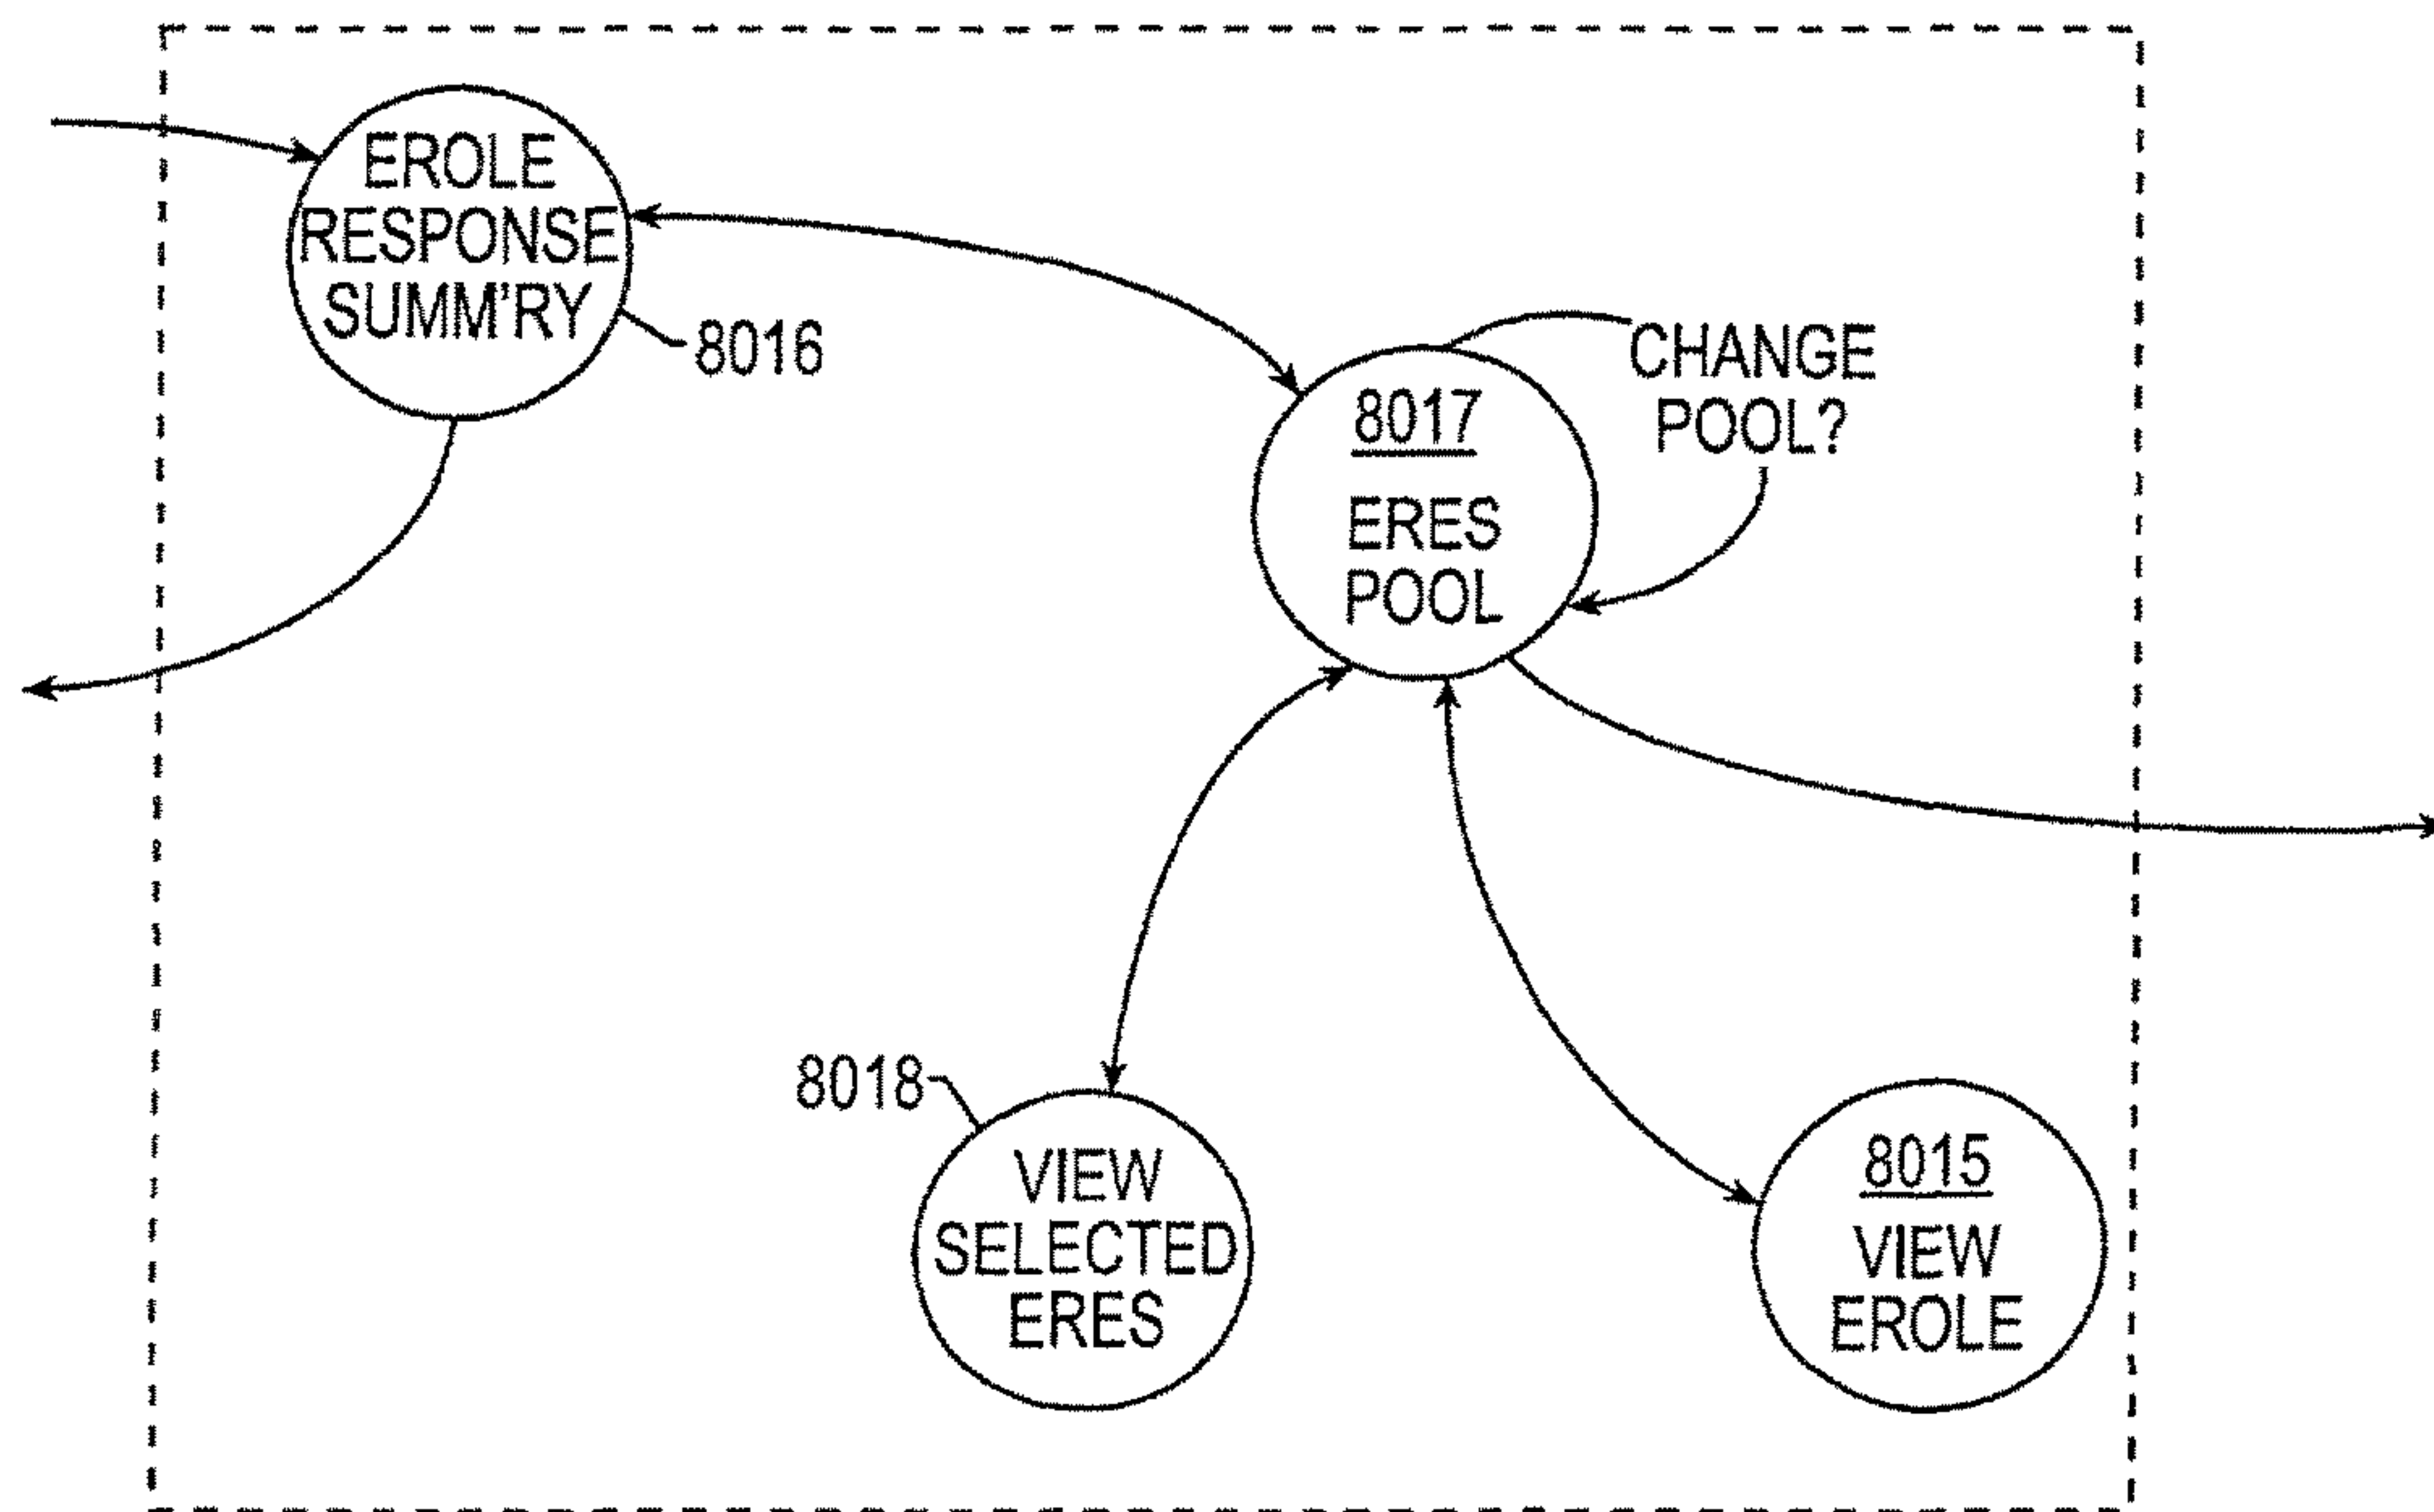 EROLE
RESPONSE
SUMM'RY
8016
CHANGE
POOL?
8017
ERES
POOL
8018
VIEW
SELECTED
ERES
8015
VIEW
EROLE